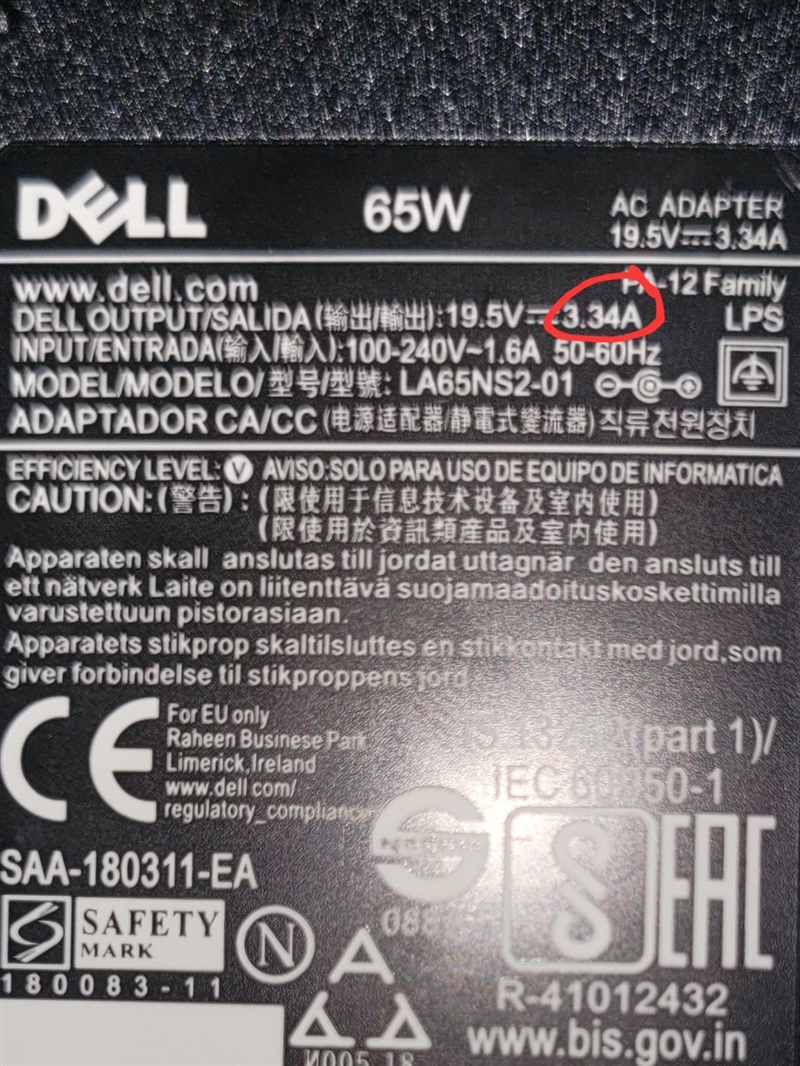 DELL
65W
AC ADAPTER
19.5V⎓3.34A
www.dell.com
PA-12 Family
DELL OUTPUT/SALIDA(输出/輸出):19.5V⎓3.34A
LPS
INPUT/ENTRADA(输入/輸入):100-240V~1.6A 50-60Hz
MODEL/MODELO/型号/型號: LA65NS2-01
ADAPTADOR CA/CC(电源适配器/静電式變流器)직류전원장치
EFFICIENCY LEVEL:V AVISO:SOLO PARA USO DE EQUIPO DE INFORMATICA
CAUTION:(警告):(限使用于信息技术设备及室内使用)
(限使用於資訊類產品及室內使用)
Apparaten skall anslutas till jordat uttagnär den ansluts till
ett nätverk Laite on liitenttävä suojamaadoituskoskettimilla
varustettuun pistorasiaan.
Apparatets stikprop skaltilsluttes en stikkontakt med jord,som
giver forbindelse til stikproppens jord
CE
For EU only
Raheen Businese Park
Limerick,Ireland
www.dell.com/
regulatory_compliance
(part 1)/
IEC 60950-1
SAA-180311-EA
EAC
SAFETY
MARK
N
180083-11
R-41012432
www.bis.gov.in